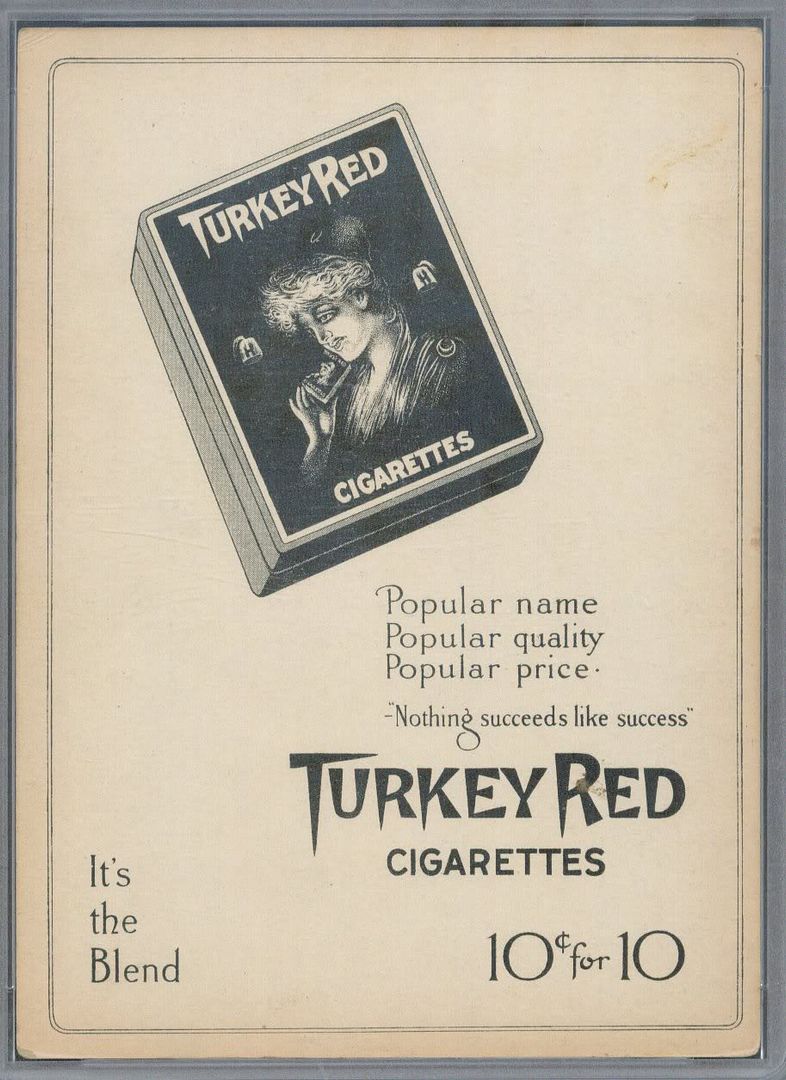 TURKEY RED
CIGARETTES
Popular name
Popular quality
Popular price.
-"Nothing succeeds like success"
TURKEY RED
CIGARETTES
It's
the
Blend
10¢ for 10